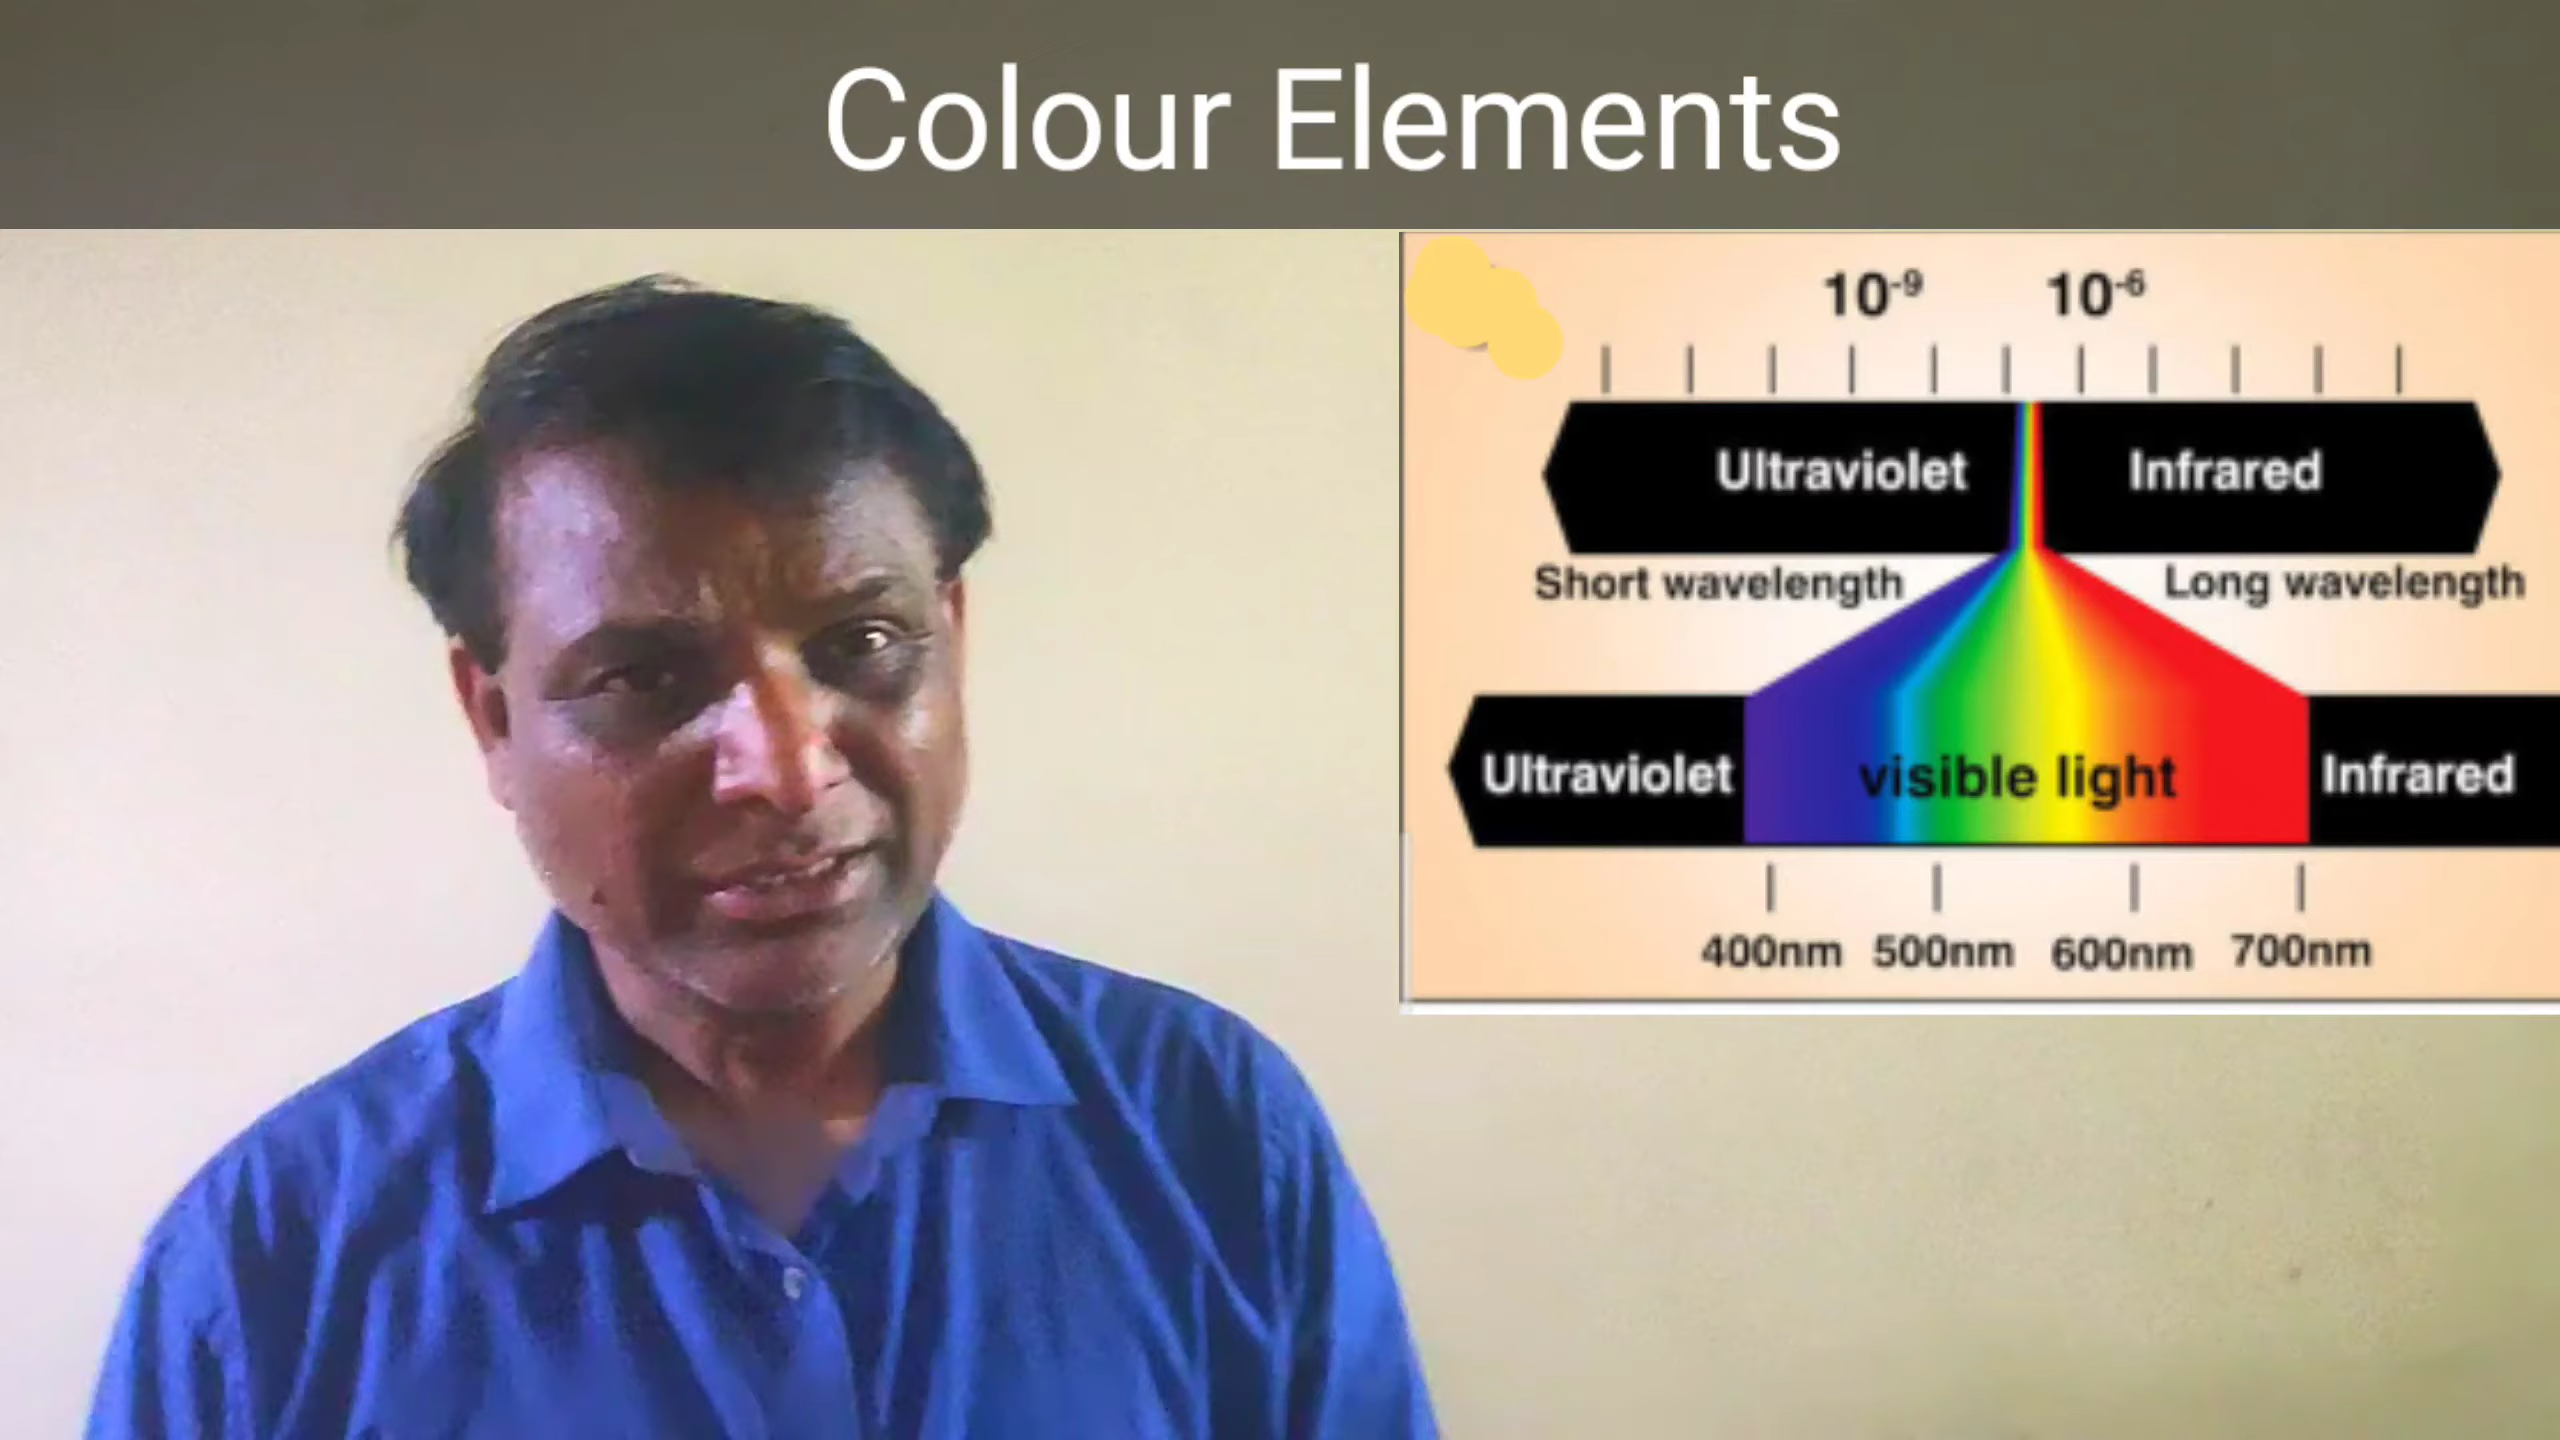 Colour Elements
10⁻⁹ 10⁻⁶
Ultraviolet Infrared
Short wavelength Long wavelength
Ultraviolet visible light Infrared
400nm 500nm 600nm 700nm